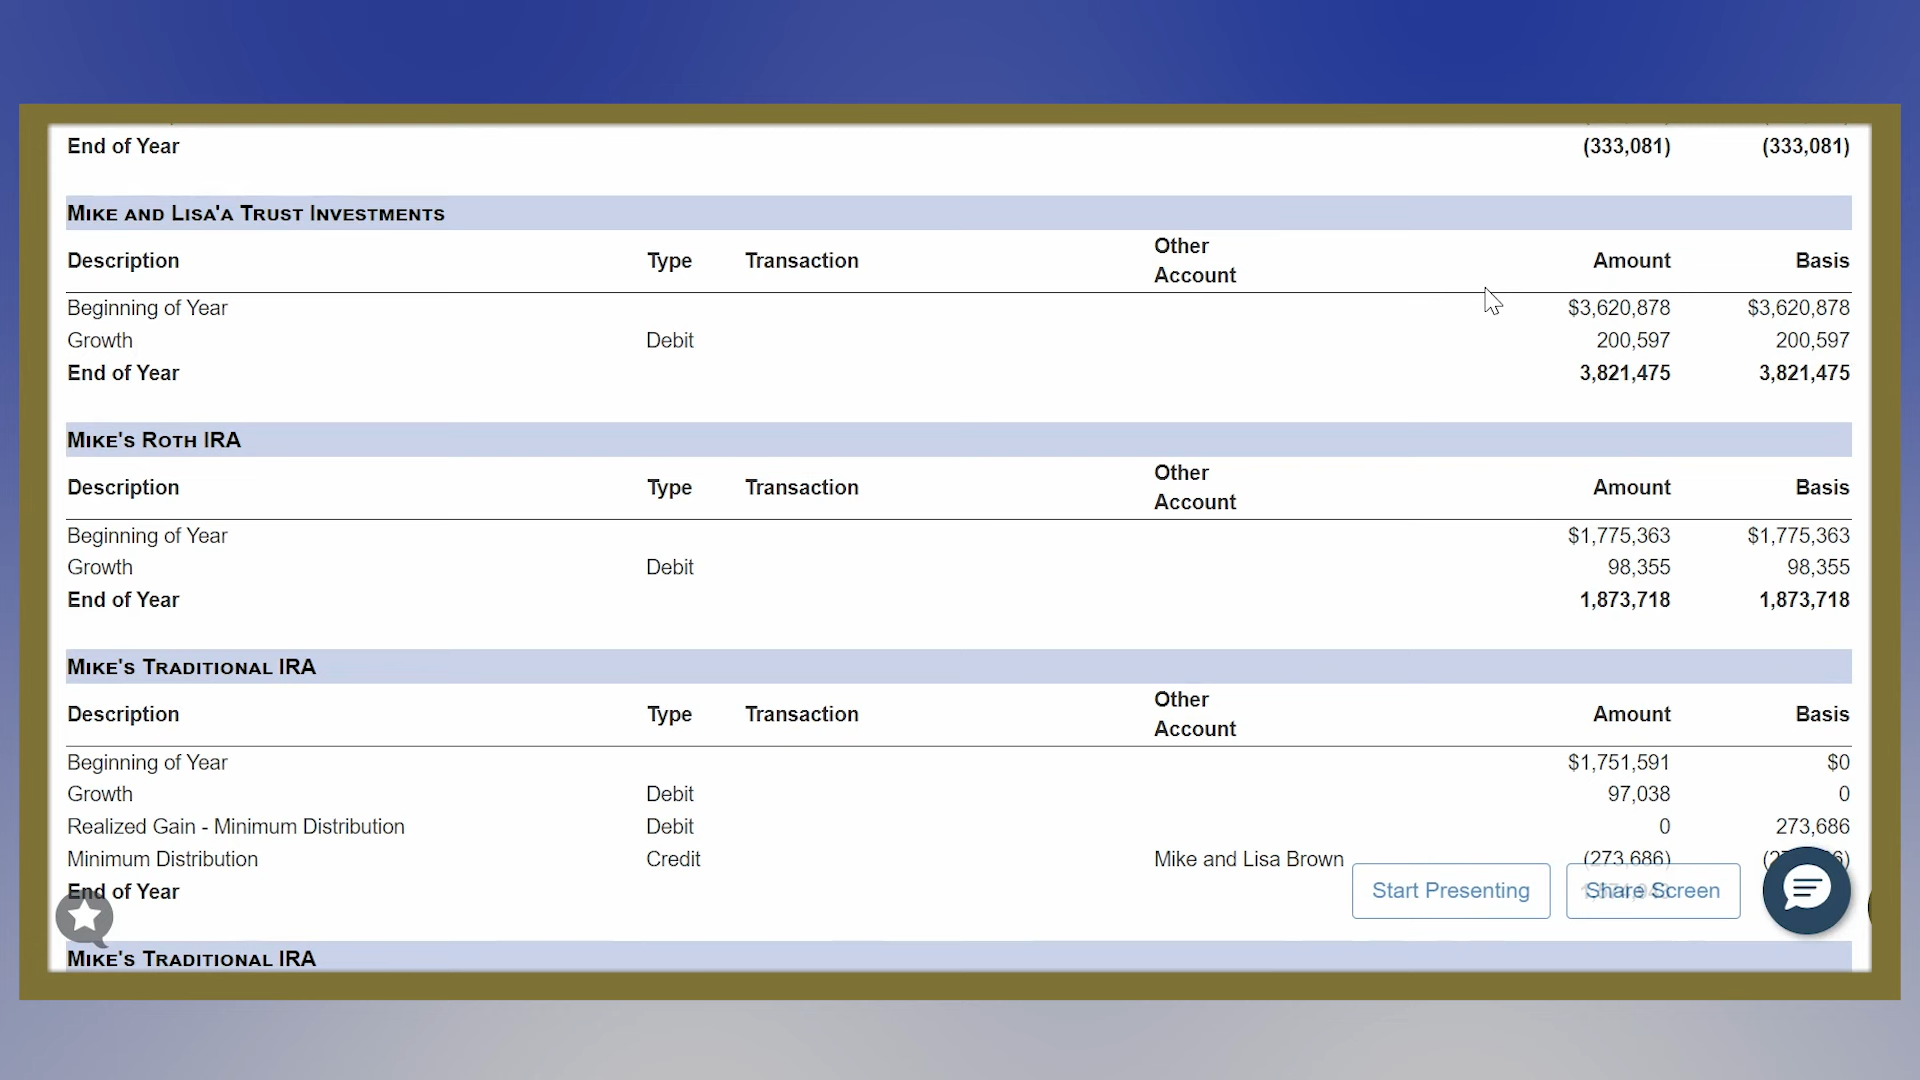 End of Year (333,081) (333,081)
MIKE AND LISA'A TRUST INVESTMENTS
Description Type Transaction Other Account Amount Basis
Beginning of Year $3,620,878 $3,620,878
Growth Debit 200,597 200,597
End of Year 3,821,475 3,821,475
MIKE'S ROTH IRA
Description Type Transaction Other Account Amount Basis
Beginning of Year $1,775,363 $1,775,363
Growth Debit 98,355 98,355
End of Year 1,873,718 1,873,718
MIKE'S TRADITIONAL IRA
Description Type Transaction Other Account Amount Basis
Beginning of Year $1,751,591 $0
Growth Debit 97,038 0
Realized Gain - Minimum Distribution Debit 0 273,686
Minimum Distribution Credit Mike and Lisa Brown (273,686)
End of Year
Start Presenting Share Screen
MIKE'S TRADITIONAL IRA